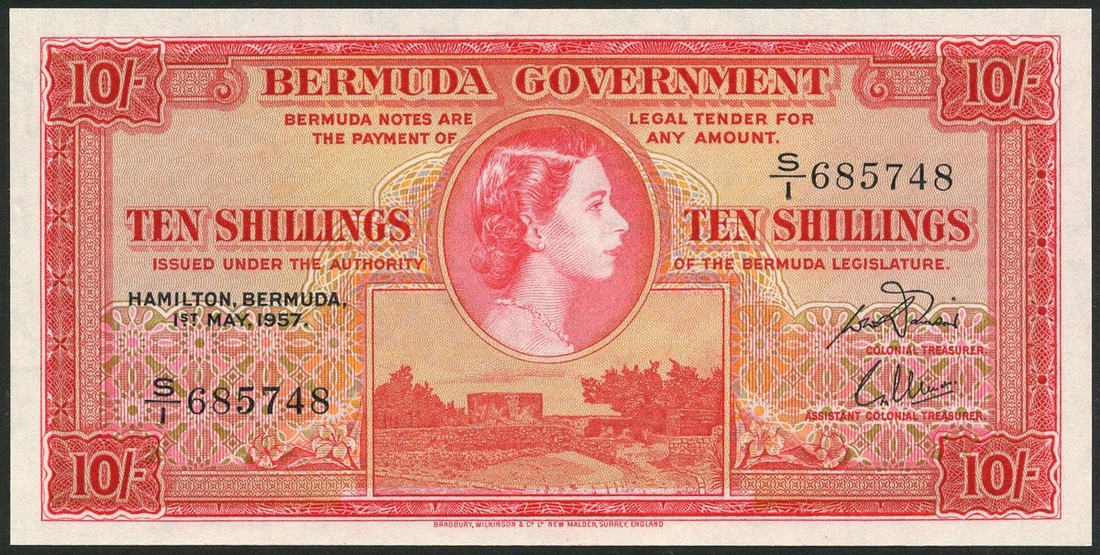 10/-
10/-
BERMUDA GOVERNMENT
BERMUDA NOTES ARE LEGAL TENDER FOR
THE PAYMENT OF ANY AMOUNT.
S/1 685748
TEN SHILLINGS TEN SHILLINGS
ISSUED UNDER THE AUTHORITY OF THE BERMUDA LEGISLATURE.
HAMILTON, BERMUDA.
1ST MAY, 1957.
COLONIAL TREASURER.
S/1 685748
ASSISTANT COLONIAL TREASURER.
10/-
10/-
BRADBURY, WILKINSON & Co. LD. NEW MALDEN, SURREY, ENGLAND